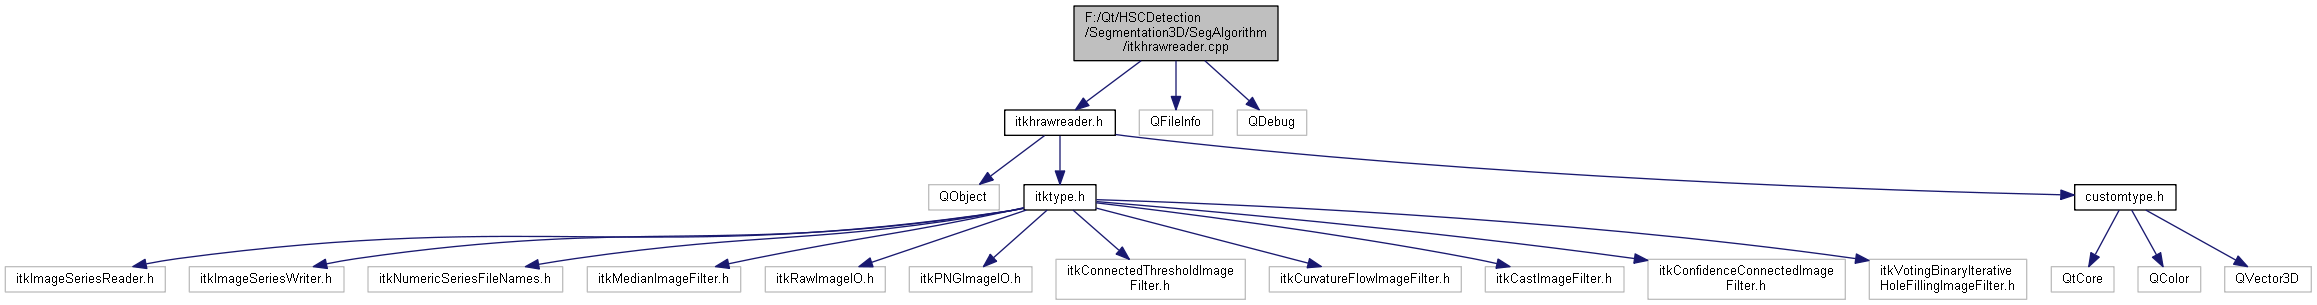 F:/Qt/HSCDetection
/Segmentation3D/SegAlgorithm
/itkhrawreader.cpp
itkhrawreader.h
QFileInfo
QDebug
QObject
itktype.h
customtype.h
itkImageSeriesReader.h
itkImageSeriesWriter.h
itkNumericSeriesFileNames.h
itkMedianImageFilter.h
itkRawImageIO.h
itkPNGImageIO.h
itkConnectedThresholdImage
Filter.h
itkCurvatureFlowImageFilter.h
itkCastImageFilter.h
itkConfidenceConnectedImage
Filter.h
itkVotingBinaryIterative
HoleFillingImageFilter.h
QtCore
QColor
QVector3D